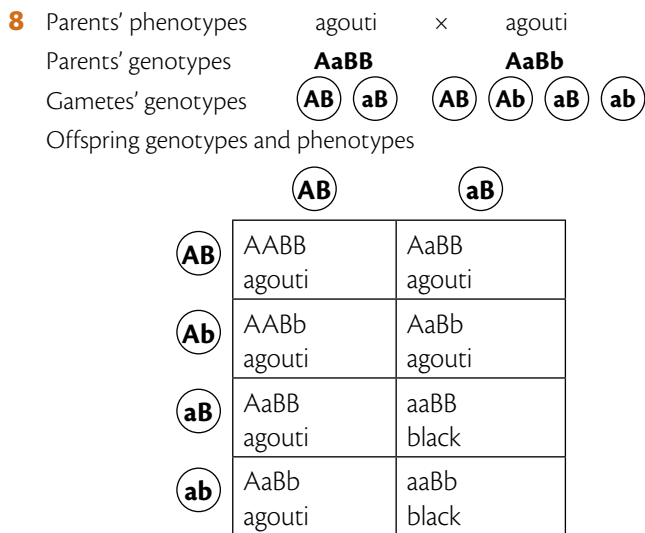 8 Parents' phenotypes agouti × agouti
Parents' genotypes AaBB AaBb
Gametes' genotypes AB aB AB Ab aB ab
Offspring genotypes and phenotypes
AB aB
AB AABB AaBB
agouti agouti
Ab AABb AaBb
agouti agouti
aB AaBB aaBB
agouti black
ab AaBb aaBb
agouti black